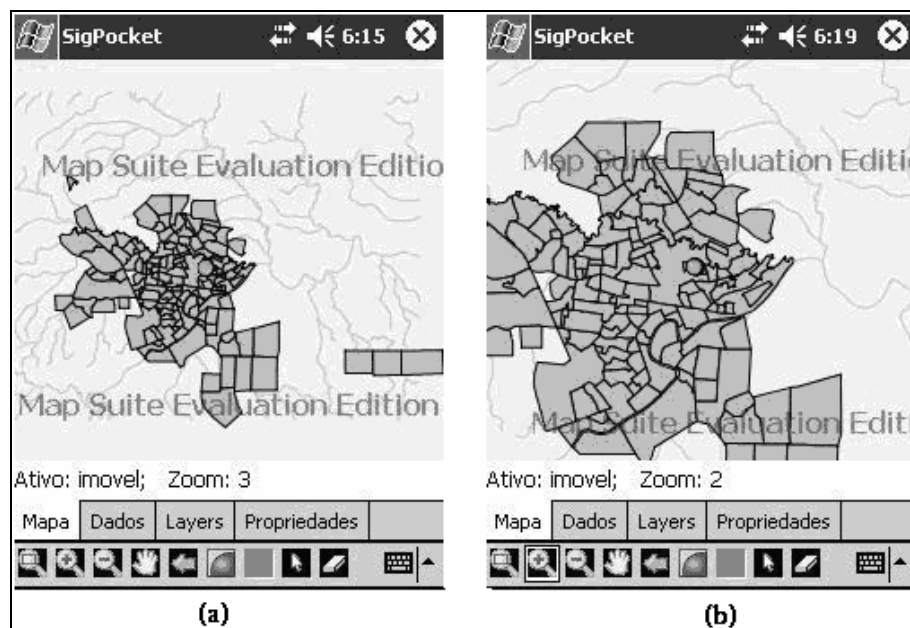 SigPocket 6:15
Map Suite Evaluation Editio
Map Suite Evaluation Edition
Ativo: imovel; Zoom: 3
Mapa Dados Layers Propriedades
(a)
SigPocket 6:19
Map Suite Evaluation Editi
Map Suite Evaluation Editi
Ativo: imovel; Zoom: 2
Mapa Dados Layers Propriedades
(b)